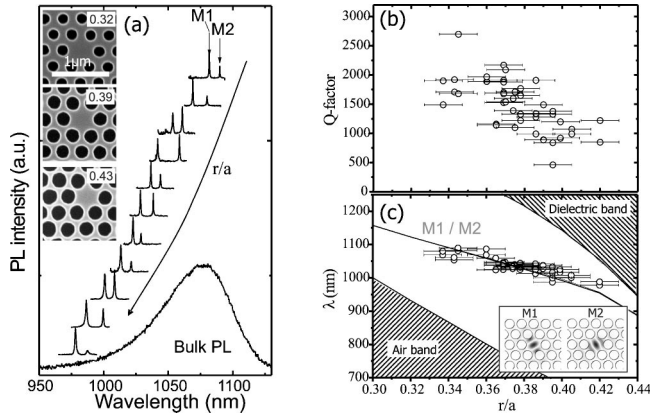 (a)
0.32
1μm
0.39
0.43
M1
M2
r/a
Bulk PL
PL intensity (a.u.)
950 1000 1050 1100
Wavelength (nm)
(b)
Q-factor
3000
2500
2000
1500
1000
500
0
(c)
M1 / M2
Dielectric band
Air band
M1 M2
λ (nm)
1200
1100
1000
900
0.30 0.32 0.34 0.36 0.38 0.40 0.42 0.44
r/a